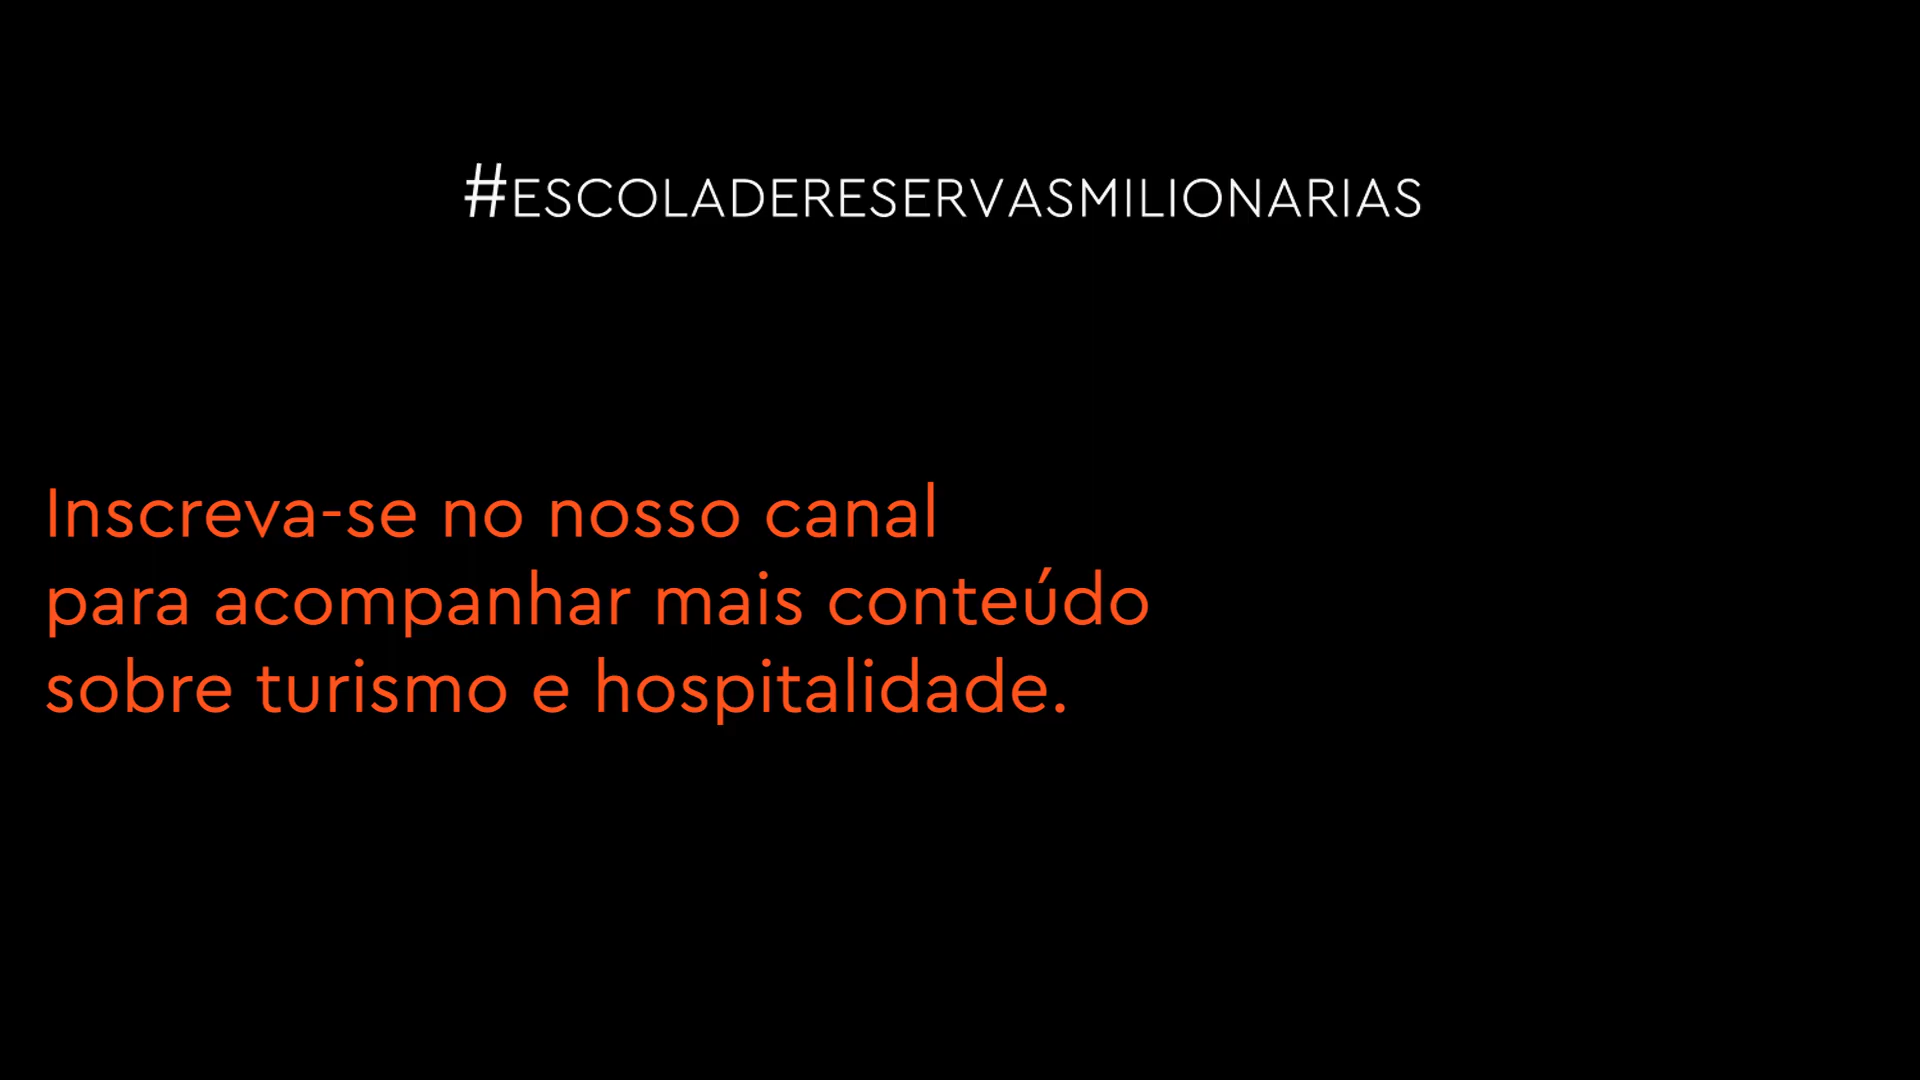 #ESCOLADERESERVASMILIONARIAS
Inscreva-se no nosso canal
para acompanhar mais conteúdo
sobre turismo e hospitalidade.